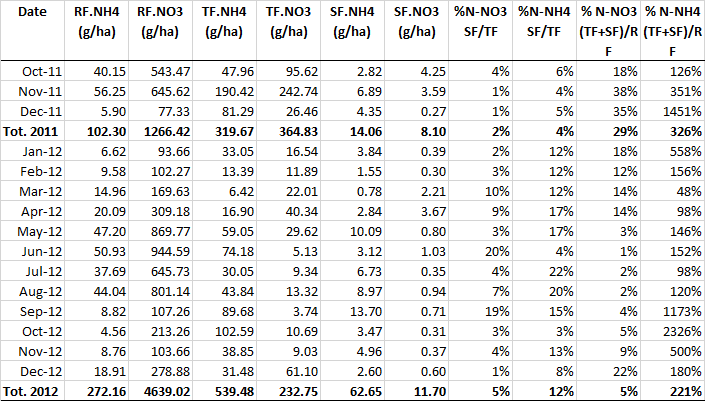 Date RF.NH4 (g/ha) RF.NO3 (g/ha) TF.NH4 (g/ha) TF.NO3 (g/ha) SF.NH4 (g/ha) SF.NO3 (g/ha) %N-NO3 SF/TF %N-NH4 SF/TF % N-NO3 (TF+SF)/RF % N-NH4 (TF+SF)/RF
Oct-11 40.15 543.47 47.96 95.62 2.82 4.25 4% 6% 18% 126%
Nov-11 56.25 645.62 190.42 242.74 6.89 3.59 1% 4% 38% 351%
Dec-11 5.90 77.33 81.29 26.46 4.35 0.27 1% 5% 35% 1451%
Tot. 2011 102.30 1266.42 319.67 364.83 14.06 8.10 2% 4% 29% 326%
Jan-12 6.62 93.66 33.05 16.54 3.84 0.39 2% 12% 18% 558%
Feb-12 9.58 102.27 13.39 11.89 1.55 0.30 3% 12% 12% 156%
Mar-12 14.96 169.63 6.42 22.01 0.78 2.21 10% 12% 14% 48%
Apr-12 20.09 309.18 16.90 40.34 2.84 3.67 9% 17% 14% 98%
May-12 47.20 869.77 59.05 29.62 10.09 0.80 3% 17% 3% 146%
Jun-12 50.93 944.59 74.18 5.13 3.12 1.03 20% 4% 1% 152%
Jul-12 37.69 645.73 30.05 9.34 6.73 0.35 4% 22% 2% 98%
Aug-12 44.04 801.14 43.84 13.32 8.97 0.94 7% 20% 2% 120%
Sep-12 8.82 107.26 89.68 3.74 13.70 0.71 19% 15% 4% 1173%
Oct-12 4.56 213.26 102.59 10.69 3.47 0.31 3% 3% 5% 2326%
Nov-12 8.76 103.66 38.85 9.03 4.96 0.37 4% 13% 9% 500%
Dec-12 18.91 278.88 31.48 61.10 2.60 0.60 1% 8% 22% 180%
Tot. 2012 272.16 4639.02 539.48 232.75 62.65 11.70 5% 12% 5% 221%